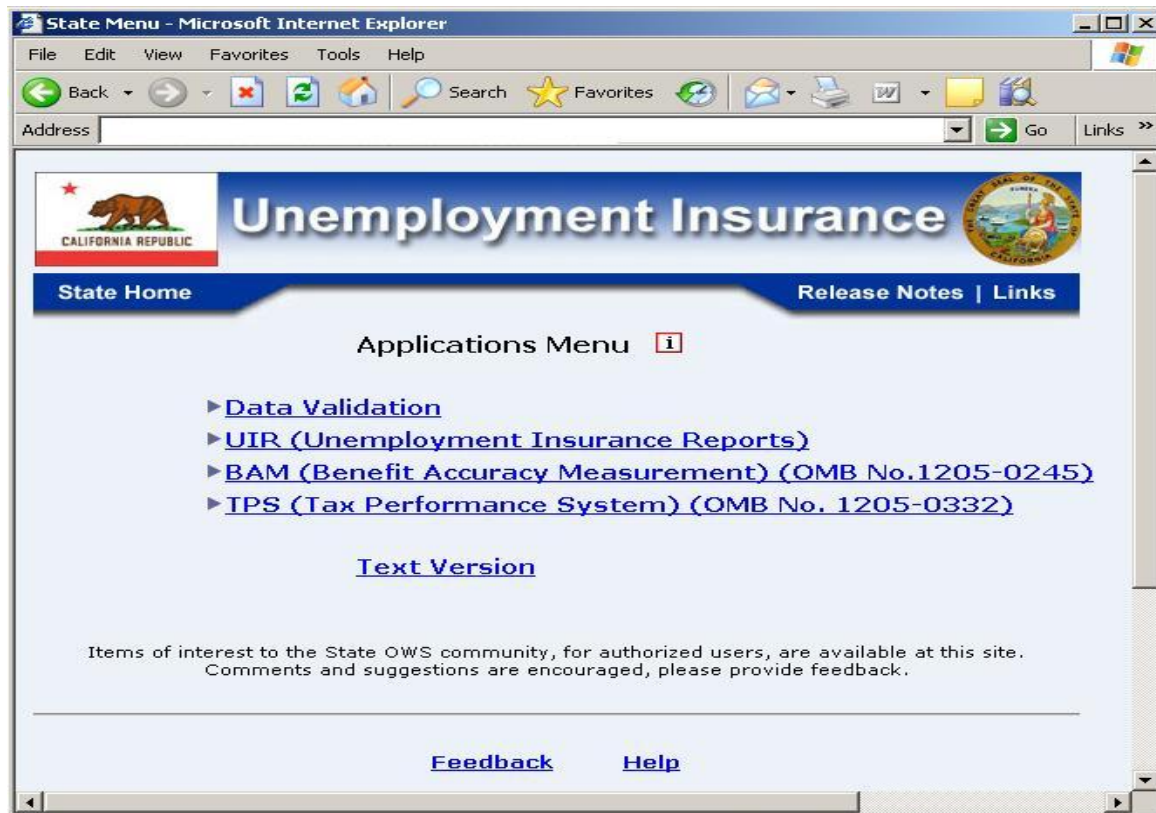 State Menu - Microsoft Internet Explorer
File Edit View Favorites Tools Help
Back Search Favorites
Address Go Links »
CALIFORNIA REPUBLIC
Unemployment Insurance
State Home Release Notes | Links
Applications Menu i
Data Validation
UIR (Unemployment Insurance Reports)
BAM (Benefit Accuracy Measurement) (OMB No.1205-0245)
TPS (Tax Performance System) (OMB No. 1205-0332)
Text Version
Items of interest to the State OWS community, for authorized users, are available at this site.
Comments and suggestions are encouraged, please provide feedback.
Feedback Help